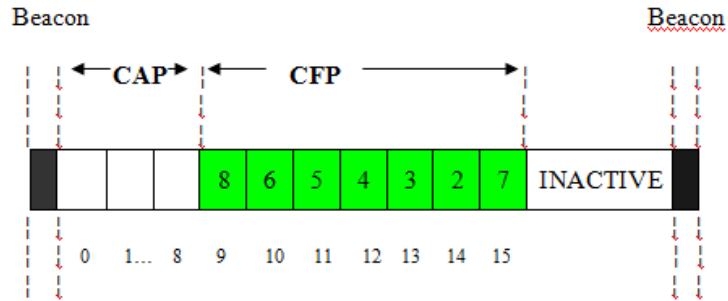 Beacon Beacon
CAP CFP
8 6 5 4 3 2 7 INACTIVE
0 1... 8 9 10 11 12 13 14 15